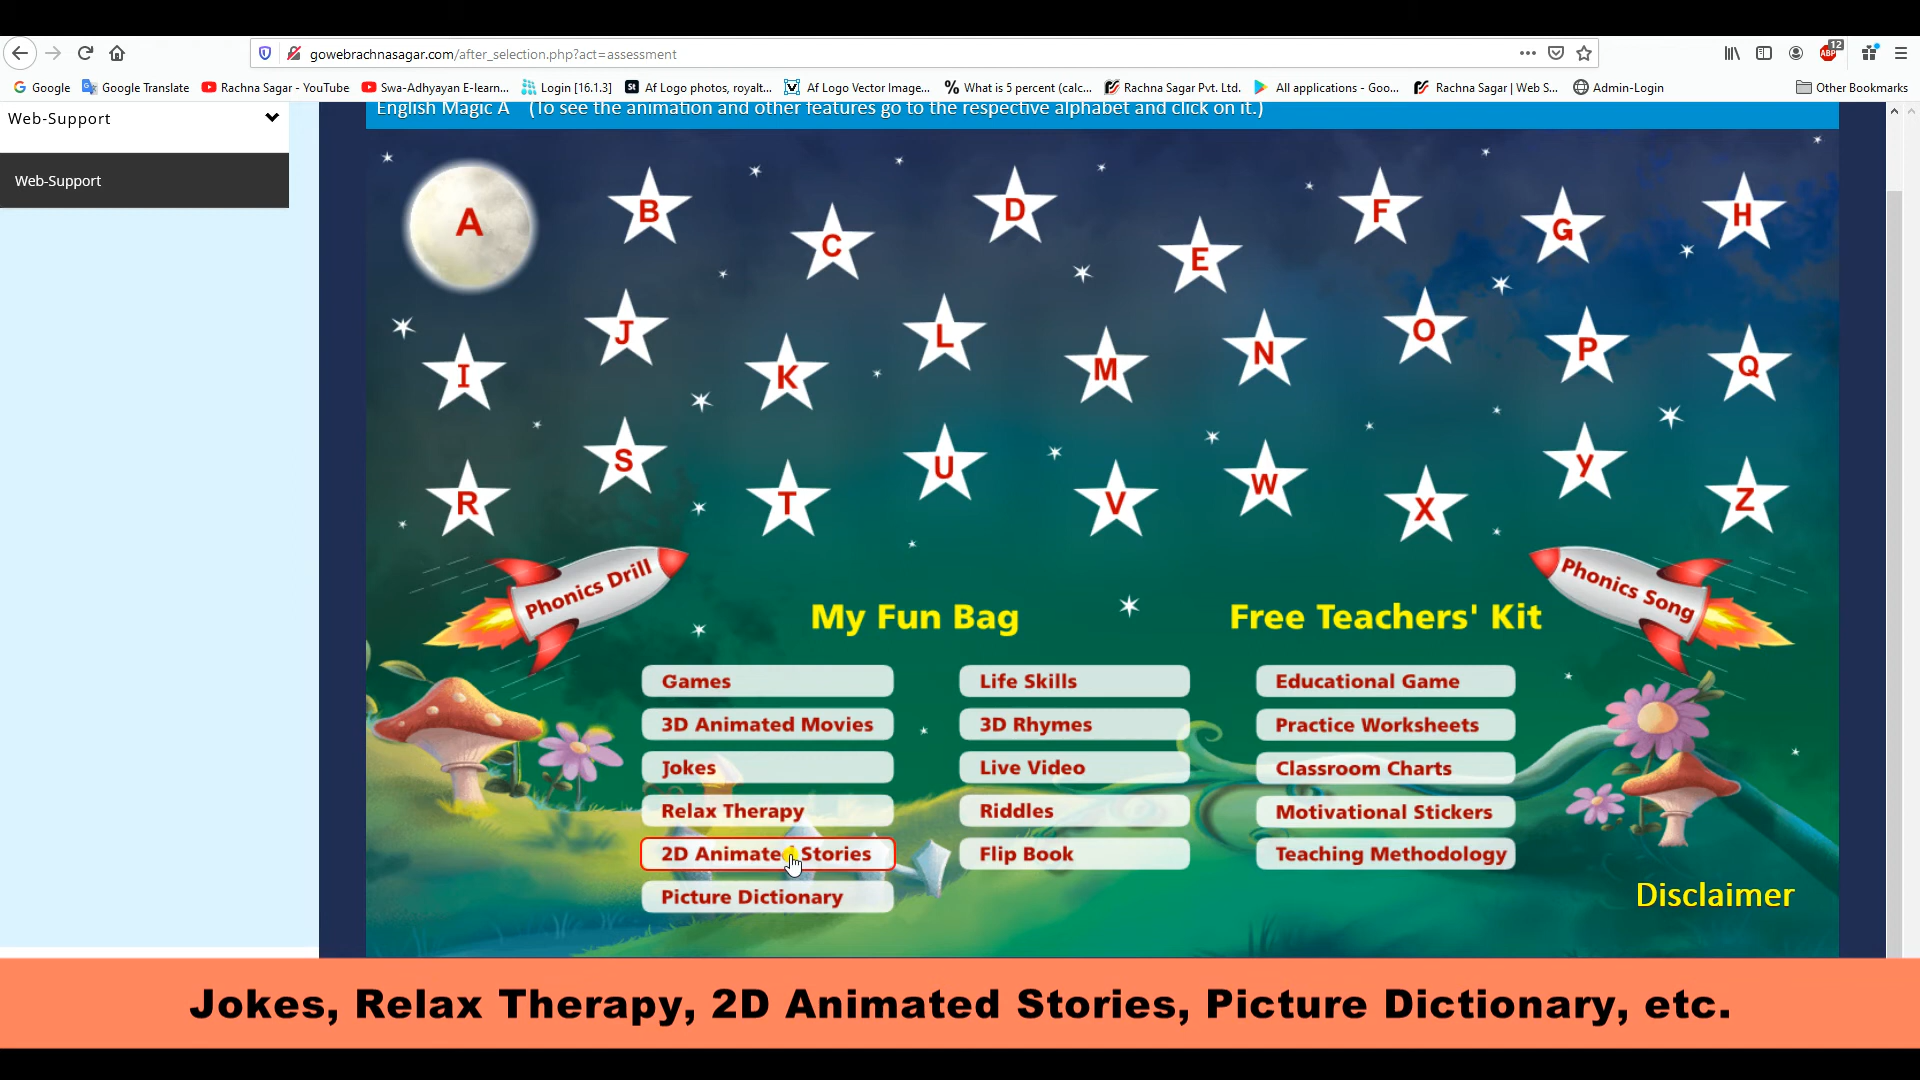 gowebrachnasagar.com/after_selection.php?act=assessment
12
Google
Google Translate
Rachna Sagar - YouTube
Swa-Adhyayan E-learn...
Login [16.1.3]
Af Logo photos, royalt...
Af Logo Vector Image...
What is 5 percent (calc...
Rachna Sagar Pvt. Ltd.
All applications - Goo...
Rachna Sagar | Web S...
Admin-Login
Other Bookmarks
Web-Support
Web-Support
English Magic A (To see the animation and other features go to the respective alphabet and click on it.)
A
B
C
D
E
F
G
H
I
J
K
L
M
N
O
P
Q
R
S
T
U
V
W
X
y
Z
Phonics Drill
Phonics Song
My Fun Bag
Games
3D Animated Movies
Jokes
Relax Therapy
2D Animated Stories
Picture Dictionary
Life Skills
3D Rhymes
Live Video
Riddles
Flip Book
Free Teachers' Kit
Educational Game
Practice Worksheets
Classroom Charts
Motivational Stickers
Teaching Methodology
Disclaimer
Jokes, Relax Therapy, 2D Animated Stories, Picture Dictionary, etc.